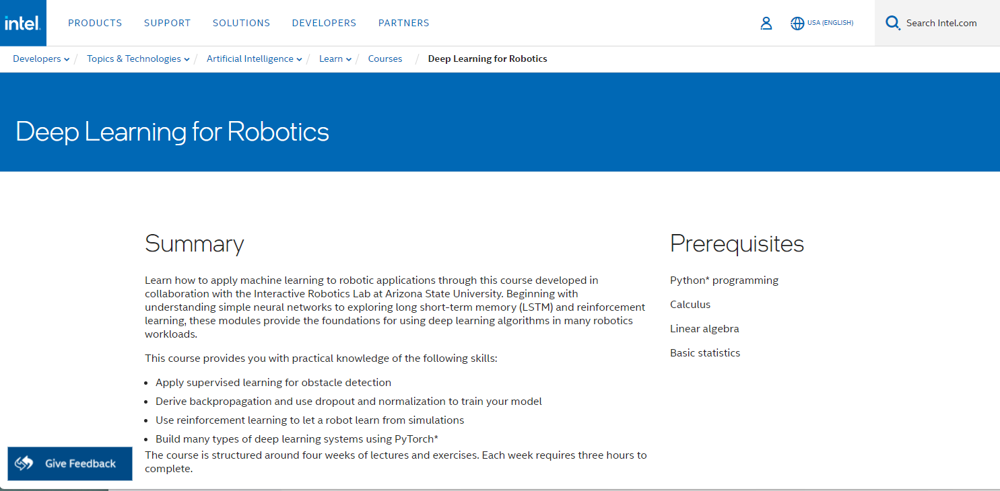 intel.
PRODUCTS SUPPORT SOLUTIONS DEVELOPERS PARTNERS
USA (ENGLISH)
Search Intel.com
Developers / Topics & Technologies / Artificial Intelligence / Learn / Courses / Deep Learning for Robotics
Deep Learning for Robotics
Summary
Learn how to apply machine learning to robotic applications through this course developed in
collaboration with the Interactive Robotics Lab at Arizona State University. Beginning with
understanding simple neural networks to exploring long short-term memory (LSTM) and reinforcement
learning, these modules provide the foundations for using deep learning algorithms in many robotics
workloads.
This course provides you with practical knowledge of the following skills:
• Apply supervised learning for obstacle detection
• Derive backpropagation and use dropout and normalization to train your model
• Use reinforcement learning to let a robot learn from simulations
• Build many types of deep learning systems using PyTorch*
The course is structured around four weeks of lectures and exercises. Each week requires three hours to
complete.
Prerequisites
Python* programming
Calculus
Linear algebra
Basic statistics
Give Feedback